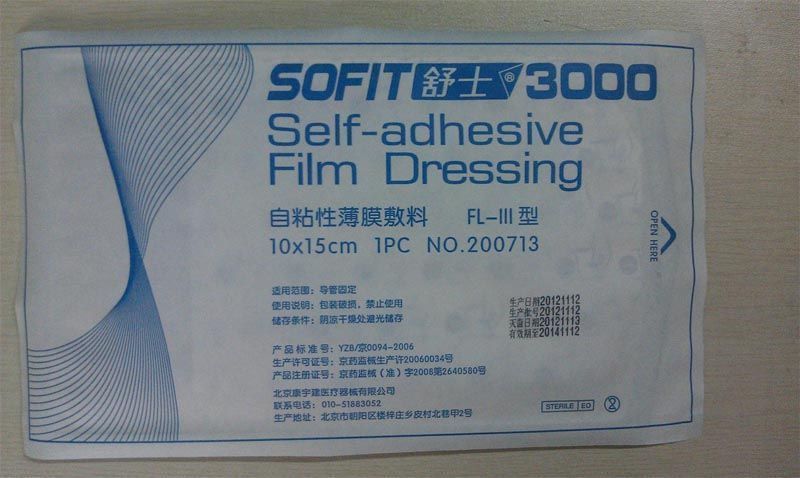 SOFIT舒士®3000
Self-adhesive
Film Dressing
自粘性薄膜敷料 FL-III型
10x15cm 1PC NO.200713
OPEN HERE
适用范围：导管固定
使用说明：包装破损，禁止使用
储存条件：阴凉干燥处避光储存
生产日期20121112
生产批号20121112
灭菌日期20121113
有效期至20141112
产品标准号：YZB/京0094-2006
生产许可证号：京药监械生产许20060034号
产品注册证号：京药监械（准）字2008第2640580号
北京康宇建医疗器械有限公司
联系电话：010-51883052
生产地址：北京市朝阳区楼梓庄乡皮村北巷甲2号
STERILE EO
2